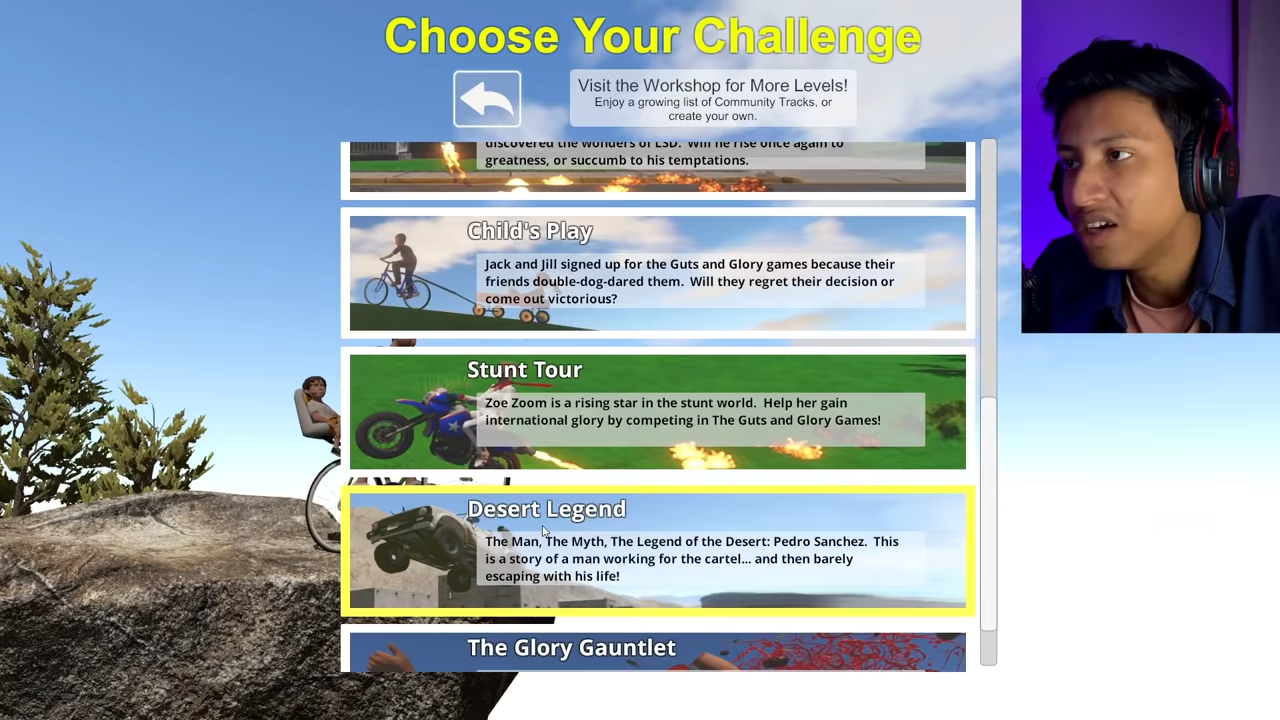 Choose Your Challenge
Visit the Workshop for More Levels!
Enjoy a growing list of Community Tracks, or
create your own.
discovered the wonders of LSD. Will he rise once again to
greatness, or succumb to his temptations.
Child's Play
Jack and Jill signed up for the Guts and Glory games because their
friends double-dog-dared them. Will they regret their decision or
come out victorious?
Stunt Tour
Zoe Zoom is a rising star in the stunt world. Help her gain
international glory by competing in The Guts and Glory Games!
Desert Legend
The Man, The Myth, The Legend of the Desert: Pedro Sanchez. This
is a story of a man working for the cartel... and then barely
escaping with his life!
The Glory Gauntlet